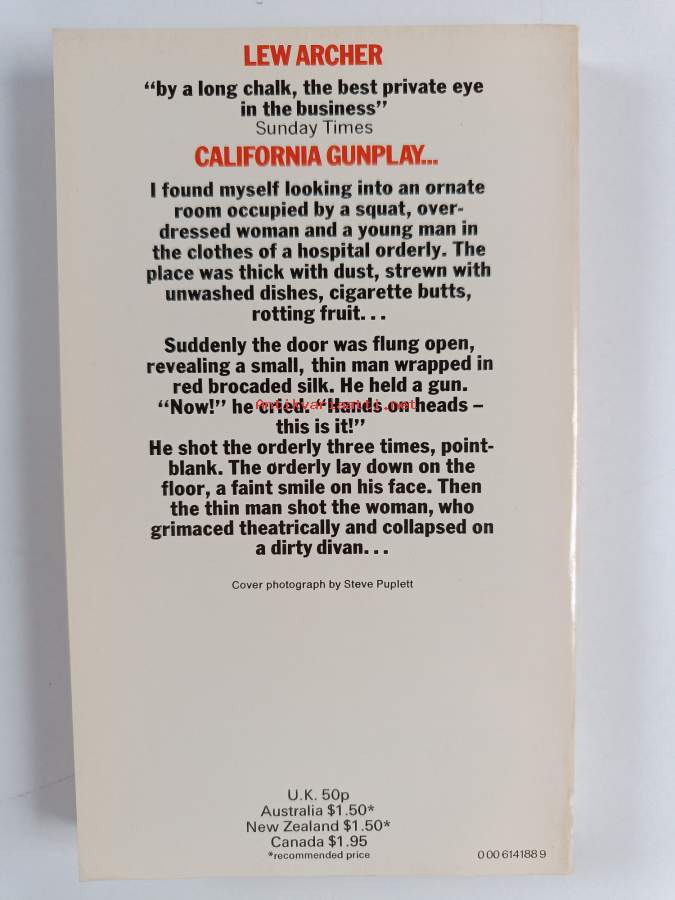 LEW ARCHER
“by a long chalk, the best private eye
in the business”
Sunday Times
CALIFORNIA GUNPLAY...
I found myself looking into an ornate
room occupied by a squat, over-
dressed woman and a young man in
the clothes of a hospital orderly. The
place was thick with dust, strewn with
unwashed dishes, cigarette butts,
rotting fruit...
Suddenly the door was flung open,
revealing a small, thin man wrapped in
red brocaded silk. He held a gun.
“Now!” he cried. “Hands on heads –
Antikvariaatti.net
this is it!”
He shot the orderly three times, point-
blank. The orderly lay down on the
floor, a faint smile on his face. Then
the thin man shot the woman, who
grimaced theatrically and collapsed on
a dirty divan...
Cover photograph by Steve Puplett
U.K. 50p
Australia $1.50*
New Zealand $1.50*
Canada $1.95
*recommended price
0 00 614188 9